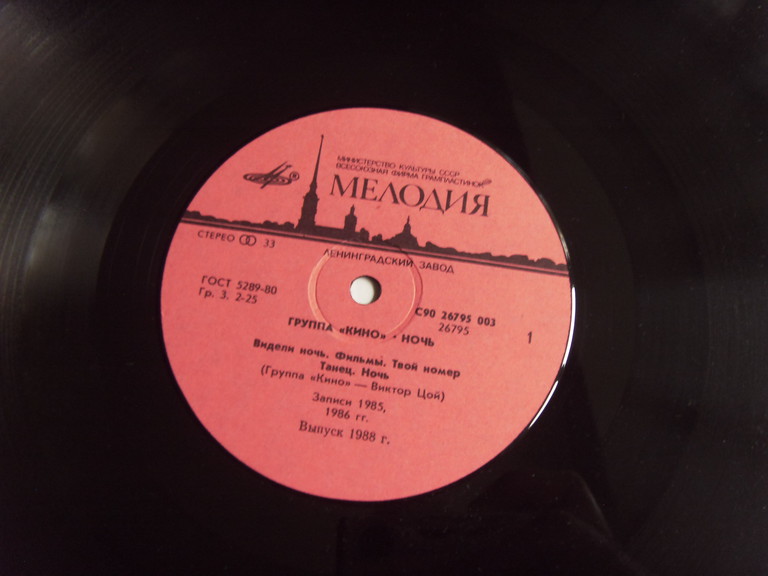 МИНИСТЕРСТВО КУЛЬТУРЫ СССР
ВСЕСОЮЗНАЯ ФИРМА ГРАМПЛАСТИНОК
МЕЛОДИЯ
СТЕРЕО 33
ЛЕНИНГРАДСКИЙ ЗАВОД
ГОСТ 5289-80
Гр. 3. 2-25
С90 26795 003
26795
1
ГРУППА «КИНО» · НОЧЬ
Видели ночь. Фильмы. Твой номер
Танец. Ночь
(Группа «Кино» — Виктор Цой)
Записи 1985,
1986 гг.
Выпуск 1988 г.